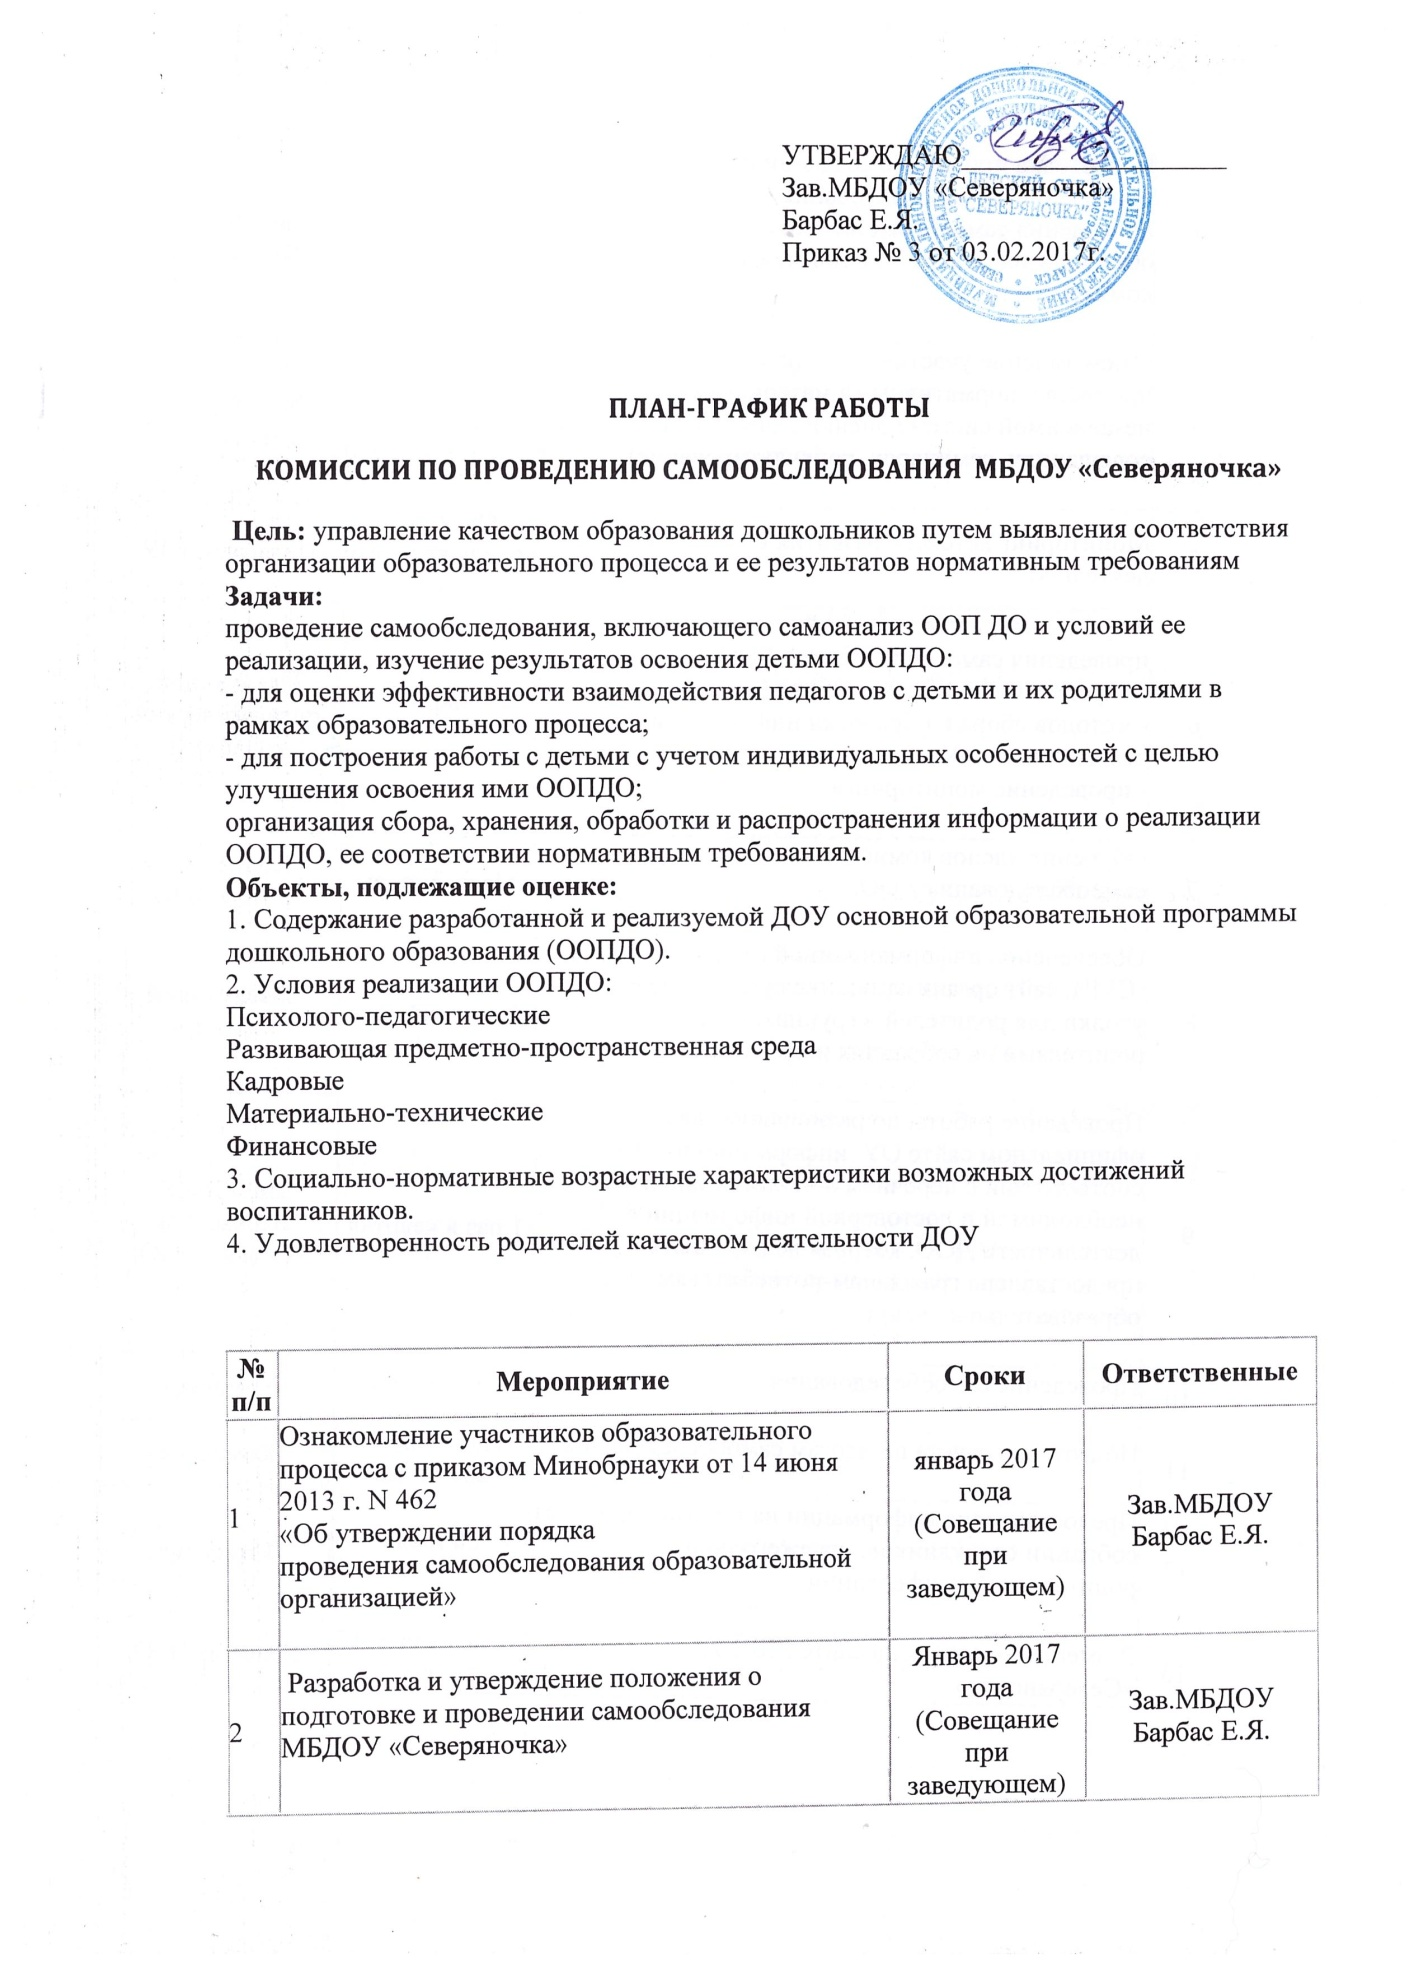 УТВЕРЖДАЮ
Зав.МБДОУ «Северяночка»
Барбас Е.Я.
Приказ № 3 от 03.02.2017г.
ДЕТСКИЙ САД
"СЕВЕРЯНОЧКА"
МУНИЦИПАЛЬНОЕ БЮДЖЕТНОЕ ДОШКОЛЬНОЕ ОБРАЗОВАТЕЛЬНОЕ УЧРЕЖДЕНИЕ
ПЛАН-ГРАФИК РАБОТЫ
КОМИССИИ ПО ПРОВЕДЕНИЮ САМООБСЛЕДОВАНИЯ МБДОУ «Северяночка»
Цель: управление качеством образования дошкольников путем выявления соответствия
организации образовательного процесса и ее результатов нормативным требованиям
Задачи:
проведение самообследования, включающего самоанализ ООП ДО и условий ее
реализации, изучение результатов освоения детьми ООПДО:
- для оценки эффективности взаимодействия педагогов с детьми и их родителями в
рамках образовательного процесса;
- для построения работы с детьми с учетом индивидуальных особенностей с целью
улучшения освоения ими ООПДО;
организация сбора, хранения, обработки и распространения информации о реализации
ООПДО, ее соответствии нормативным требованиям.
Объекты, подлежащие оценке:
1. Содержание разработанной и реализуемой ДОУ основной образовательной программы
дошкольного образования (ООПДО).
2. Условия реализации ООПДО:
Психолого-педагогические
Развивающая предметно-пространственная среда
Кадровые
Материально-технические
Финансовые
3. Социально-нормативные возрастные характеристики возможных достижений
воспитанников.
4. Удовлетворенность родителей качеством деятельности ДОУ
№
п/п
Мероприятие
Сроки
Ответственные
1
Ознакомление участников образовательного
процесса с приказом Минобрнауки от 14 июня
2013 г. N 462
«Об утверждении порядка
проведения самообследования образовательной
организацией»
январь 2017
года
(Совещание
при
заведующем)
Зав.МБДОУ
Барбас Е.Я.
2
Разработка и утверждение положения о
подготовке и проведении самообследования
МБДОУ «Северяночка»
Январь 2017
года
(Совещание
при
заведующем)
Зав.МБДОУ
Барбас Е.Я.